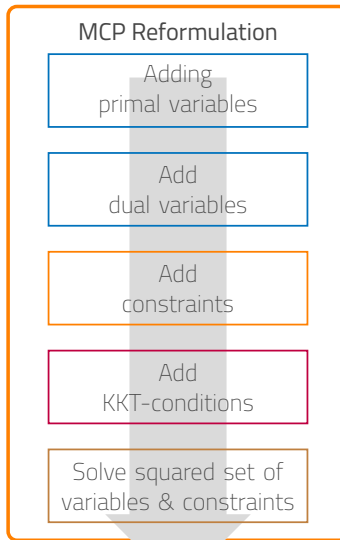 MCP Reformulation
Adding
primal variables
Add
dual variables
Add
constraints
Add
KKT-conditions
Solve squared set of
variables & constraints